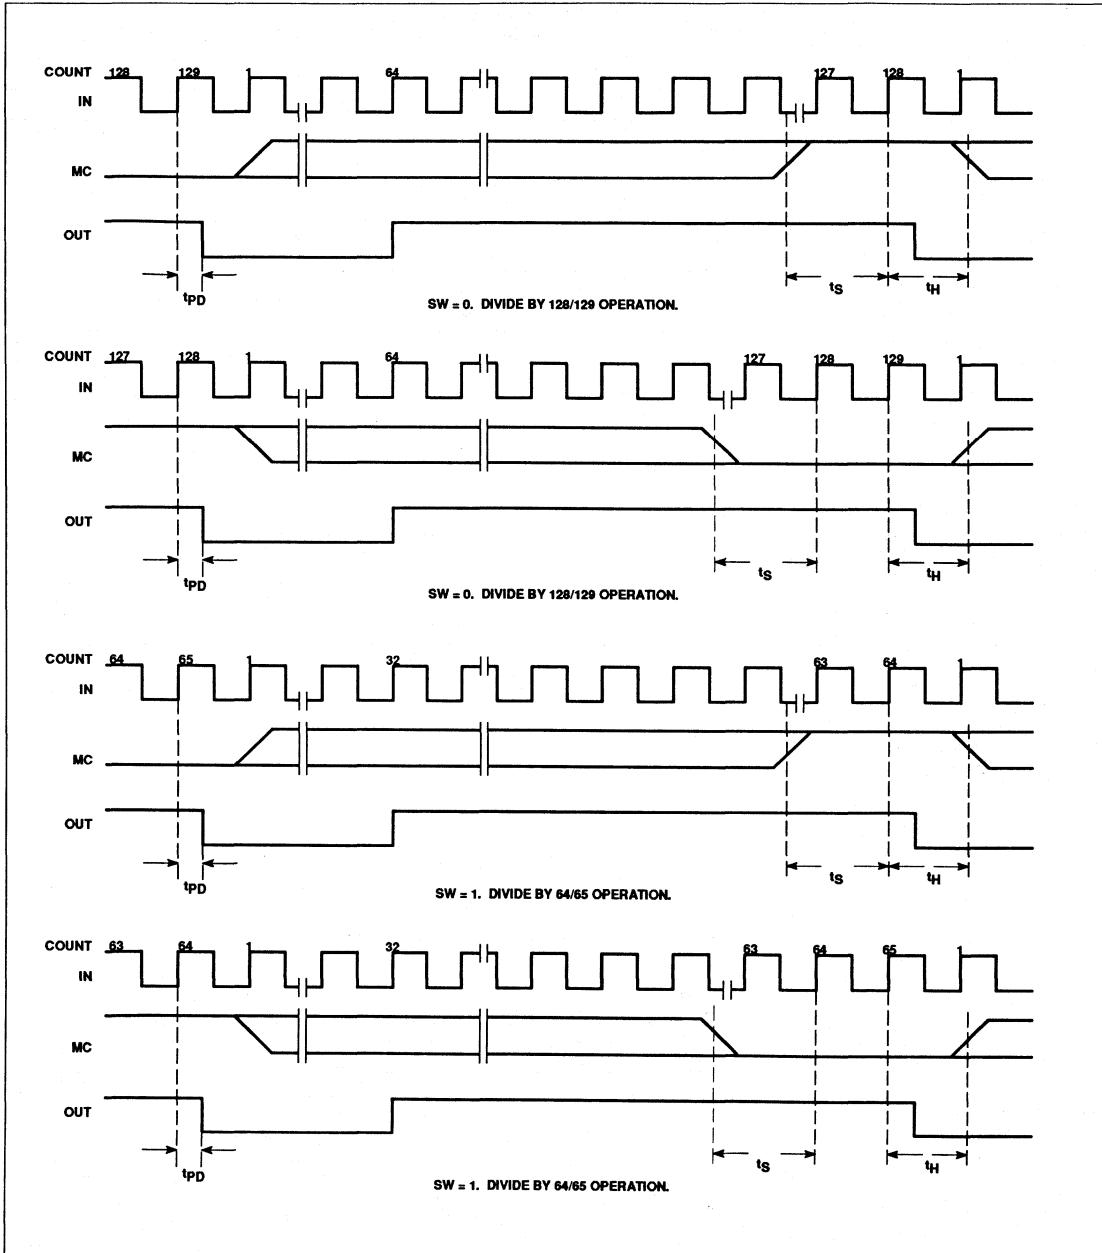 COUNT 128 129 1 64 127 128 1
IN
MC
OUT
tPD tS tH
SW = 0. DIVIDE BY 128/129 OPERATION.
COUNT 127 128 1 64 127 128 129 1
IN
MC
OUT
tPD tS tH
SW = 0. DIVIDE BY 128/129 OPERATION.
COUNT 64 65 1 32 63 64 1
IN
MC
OUT
tPD tS tH
SW = 1. DIVIDE BY 64/65 OPERATION.
COUNT 63 64 1 32 63 64 65 1
IN
MC
OUT
tPD tS tH
SW = 1. DIVIDE BY 64/65 OPERATION.